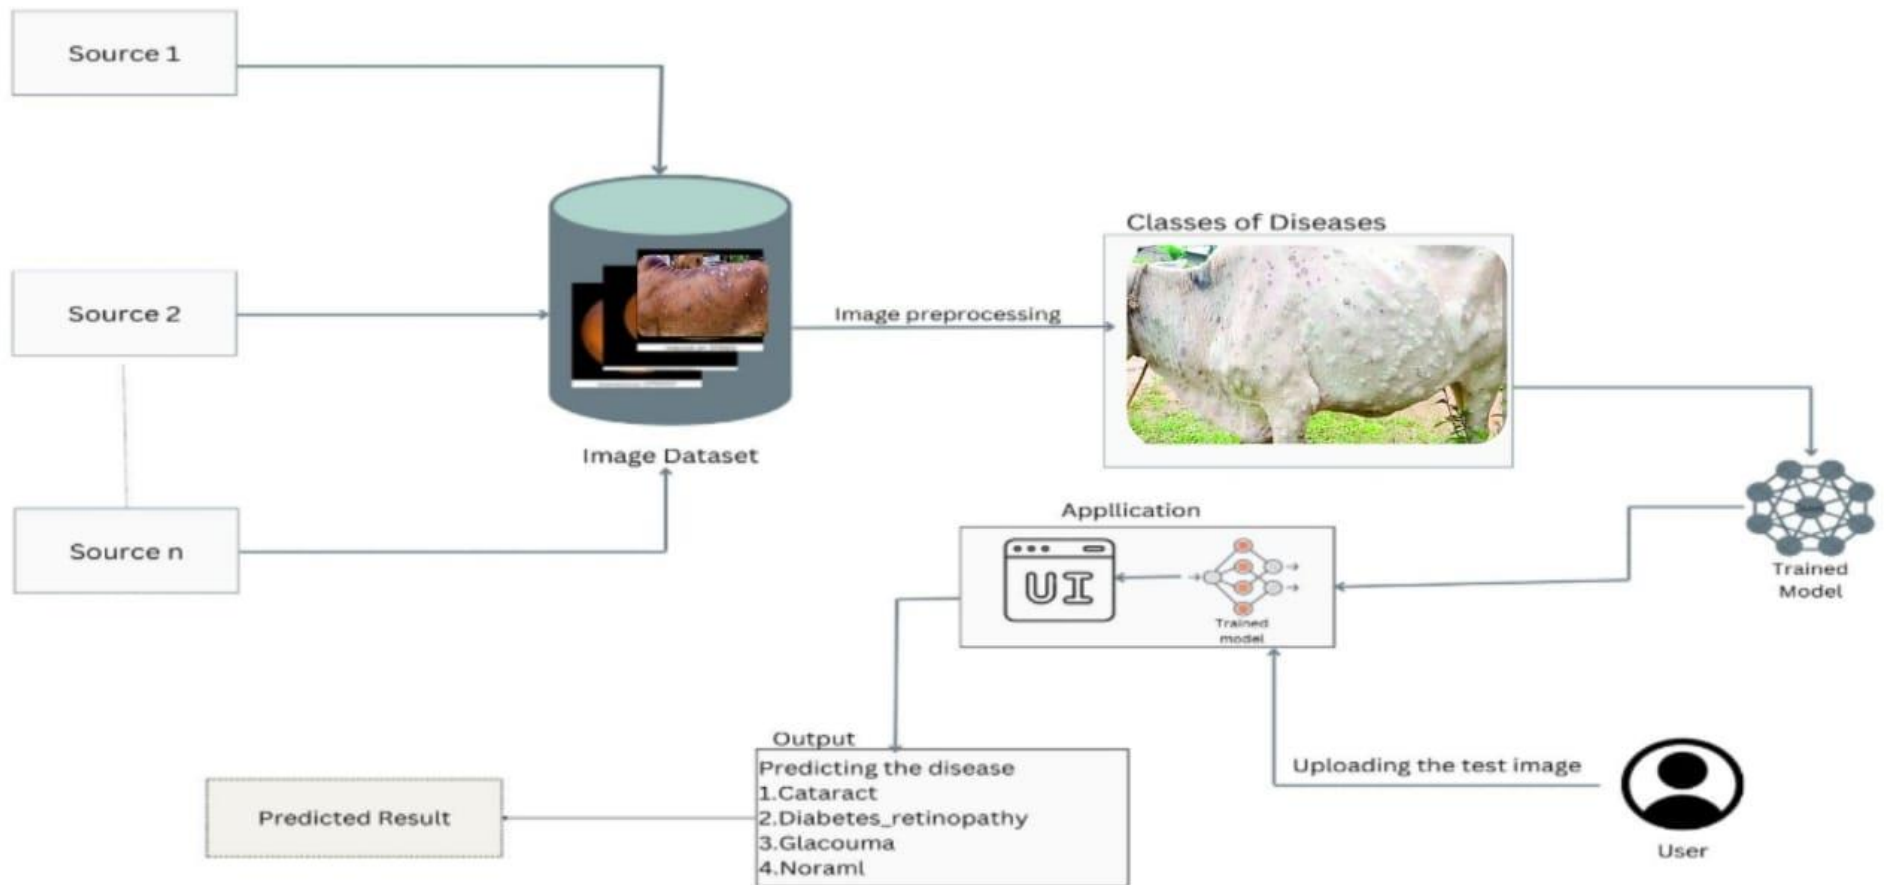 Source 1
Source 2
Source n
Image Dataset
Image preprocessing
Classes of Diseases
Trained
Model
Appllication
UI
Trained
model
Uploading the test image
User
Output
Predicting the disease
1.Cataract
2.Diabetes_retinopathy
3.Glacouma
4.Noraml
Predicted Result